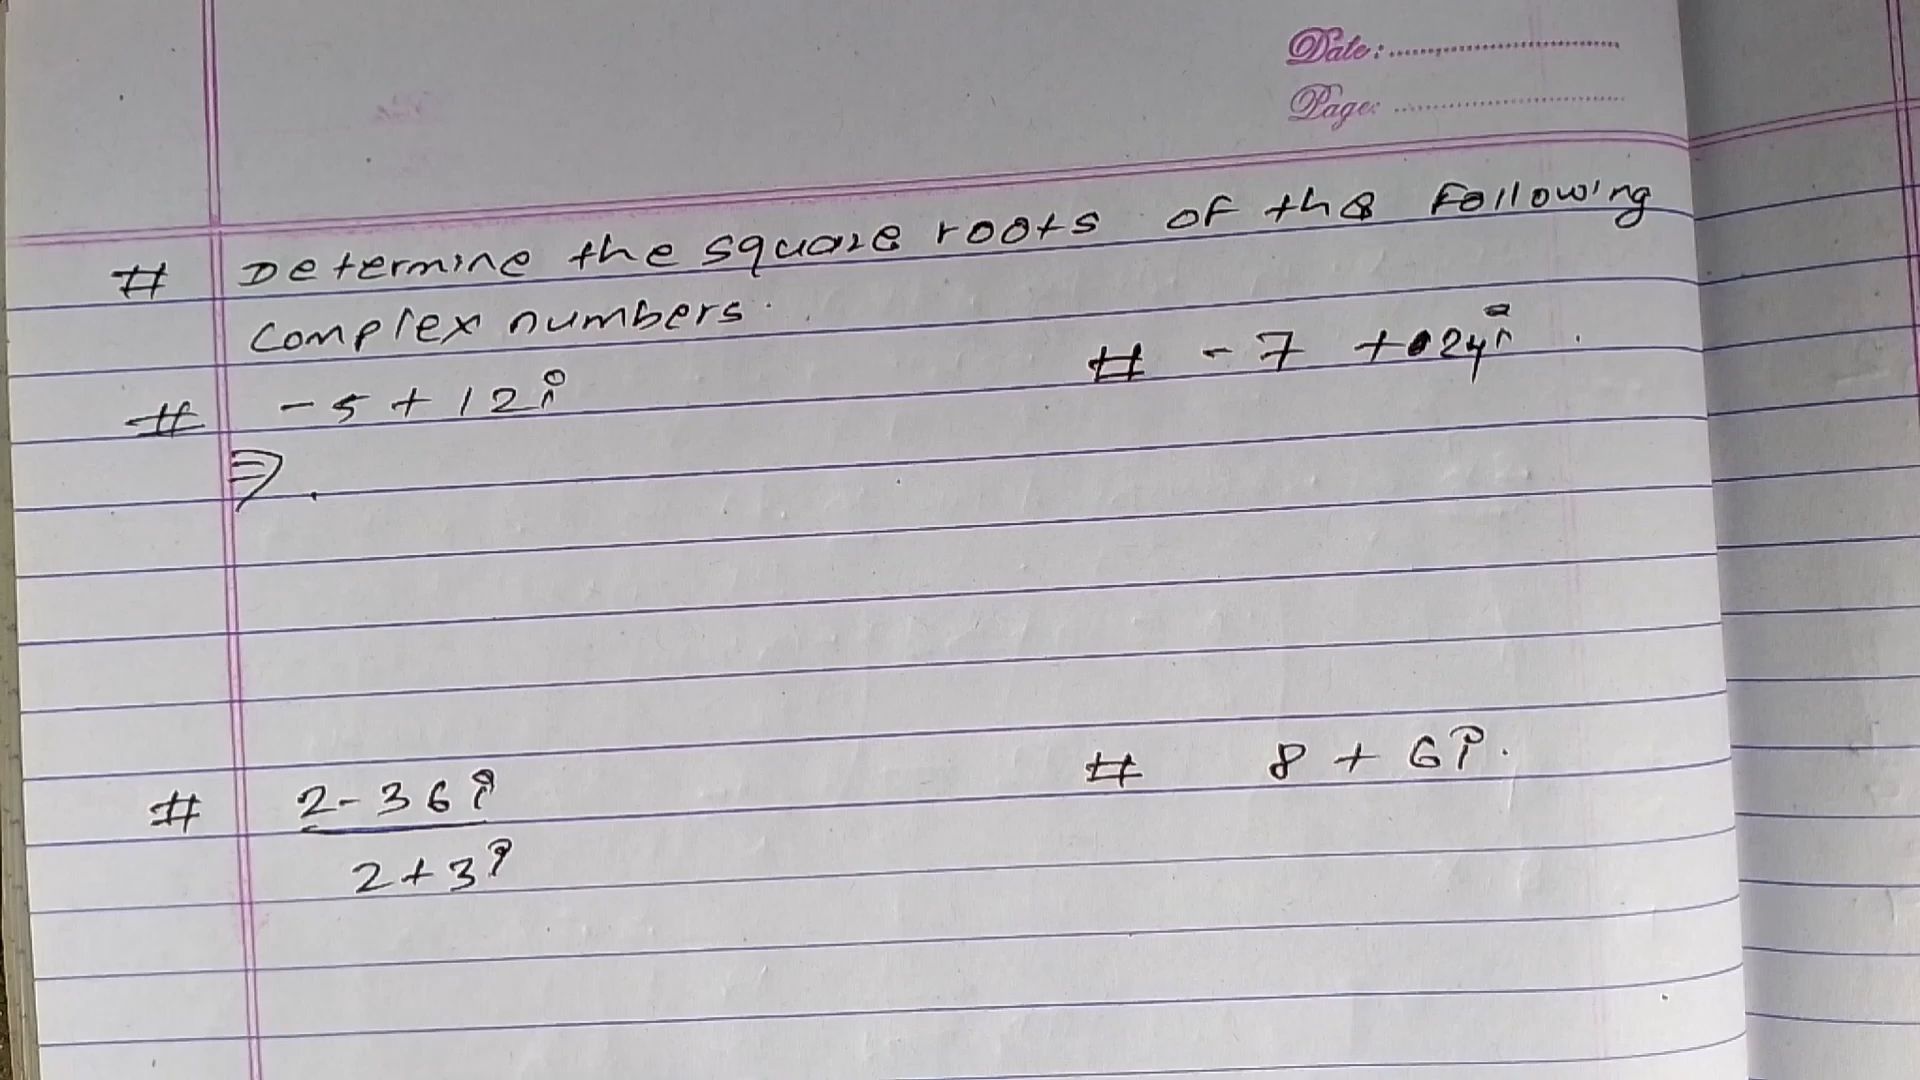 Date:
Page:
# Determine the square roots of the following
complex numbers.
# -5 + 12i
# -7 + 24i
⇒
# 2-36i
2+3i
# 8 + 6i.